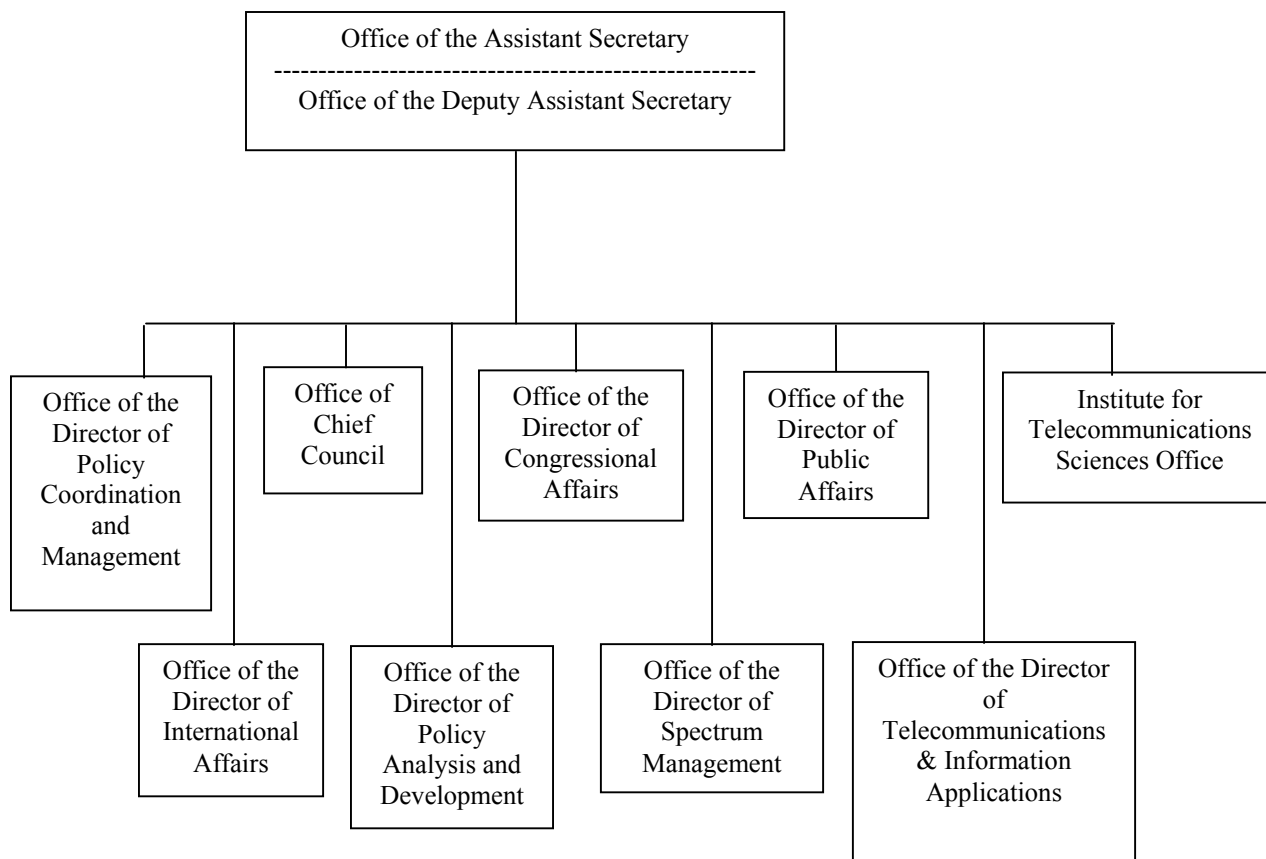 Office of the Assistant Secretary
-------------------------------------------------------
Office of the Deputy Assistant Secretary
Office of the
Director of
Policy
Coordination
and
Management
Office of
Chief
Council
Office of the
Director of
Congressional
Affairs
Office of the
Director of
Public
Affairs
Institute for
Telecommunications
Sciences Office
Office of the
Director of
International
Affairs
Office of the
Director of
Policy
Analysis and
Development
Office of the
Director of
Spectrum
Management
Office of the Director
of
Telecommunications
& Information
Applications